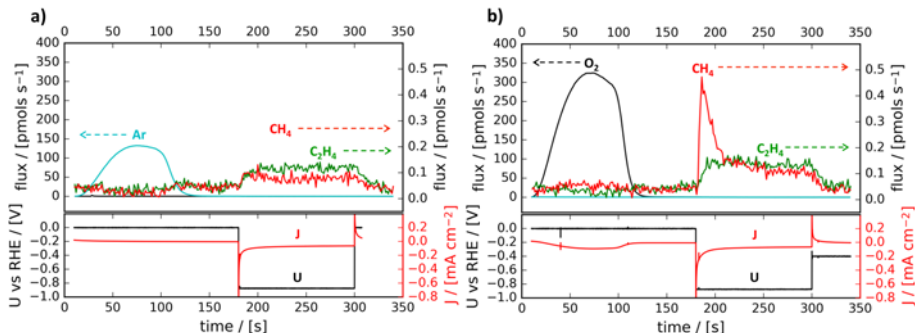 a)
0 50 100 150 200 250 300 350
400
350
300
250
200
150
100
50
0
flux / [pmols s⁻¹]
0.5
0.4
0.3
0.2
0.1
0.0
flux / [pmols s⁻¹]
Ar
CH₄
C₂H₄
0.0
−0.2
−0.4
−0.6
−0.8
−1.0
U vs RHE / [V]
J
U
0.2
0.0
−0.2
−0.4
−0.6
−0.8
J / [mA cm⁻²]
0 50 100 150 200 250 300 350
time / [s]
b)
0 50 100 150 200 250 300 350
400
350
300
250
200
150
100
50
0
flux / [pmols s⁻¹]
0.5
0.4
0.3
0.2
0.1
0.0
flux / [pmols s⁻¹]
O₂
CH₄
C₂H₄
0.0
−0.2
−0.4
−0.6
−0.8
−1.0
U vs RHE / [V]
J
U
0.2
0.0
−0.2
−0.4
−0.6
−0.8
J / [mA cm⁻²]
0 50 100 150 200 250 300 350
time / [s]